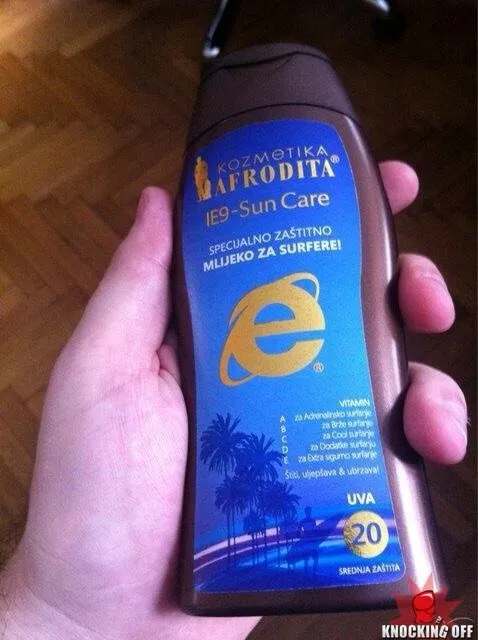 KOZMETIKA
AFRODITA®
IE9-Sun Care
SPECIJALNO ZAŠTITNO
MLIJEKO ZA SURFERE!
e®
VITAMIN
A za Adrenalinsko surfanje
B za Brže surfanje
C za Cool surfanje
D za Dodatke surfanju
E za Extra sigurno surfanje
Štiti, uljepšava & ubrzava!
UVA
20
SREDNJA ZAŠTITA
KNOCKING OFF